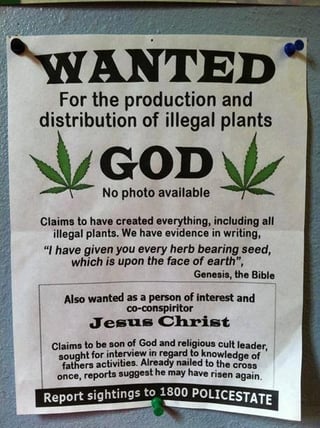 WANTED
For the production and
distribution of illegal plants
GOD
No photo available
Claims to have created everything, including all
illegal plants. We have evidence in writing,
“I have given you every herb bearing seed,
which is upon the face of earth”,
Genesis, the Bible
Also wanted as a person of interest and
co-conspiritor
Jesus Christ
Claims to be son of God and religious cult leader,
sought for interview in regard to knowledge of
fathers activities. Already nailed to the cross
once, reports suggest he may have risen again.
Report sightings to 1800 POLICESTATE